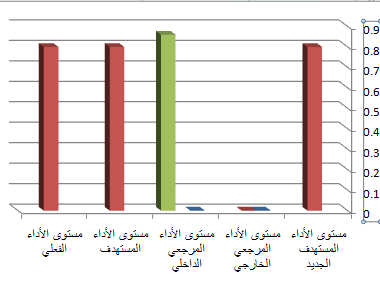 0.9
0.8
0.7
0.6
0.5
0.4
0.3
0.2
0.1
0
مستوى الأداء
المستهدف
الجديد
مستوى الأداء
المرجعي
الخارجي
مستوى الأداء
المرجعي
الداخلي
مستوى الأداء
المستهدف
مستوى الأداء
الفعلي